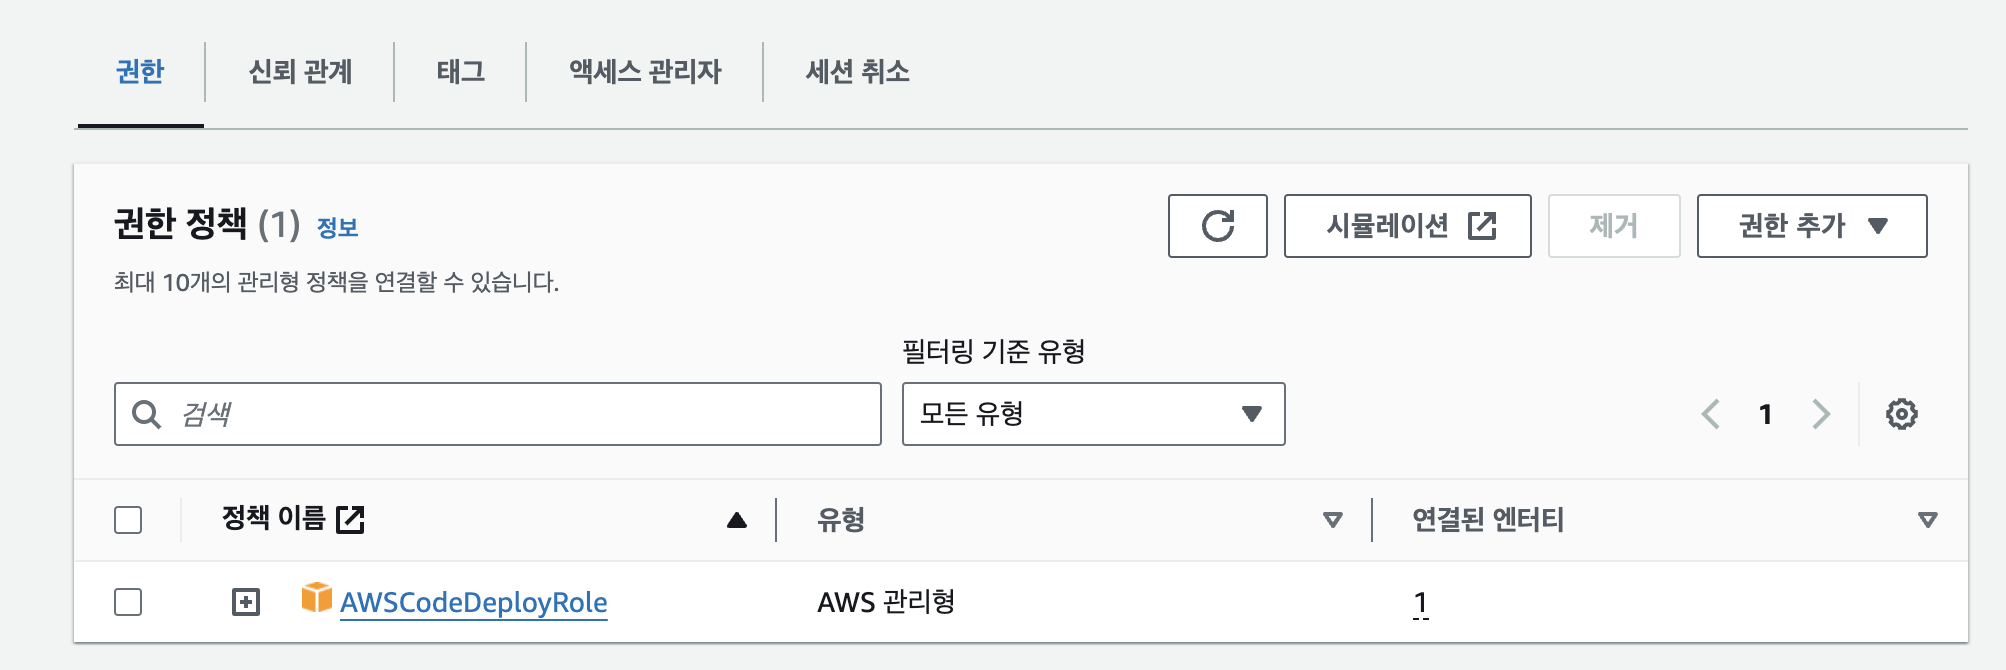 권한 신뢰 관계 태그 액세스 관리자 세션 취소
권한 정책 (1) 정보
시뮬레이션 제거 권한 추가
최대 10개의 관리형 정책을 연결할 수 있습니다.
필터링 기준 유형
검색 모든 유형 1
정책 이름 유형 연결된 엔터티
AWSCodeDeployRole AWS 관리형 1